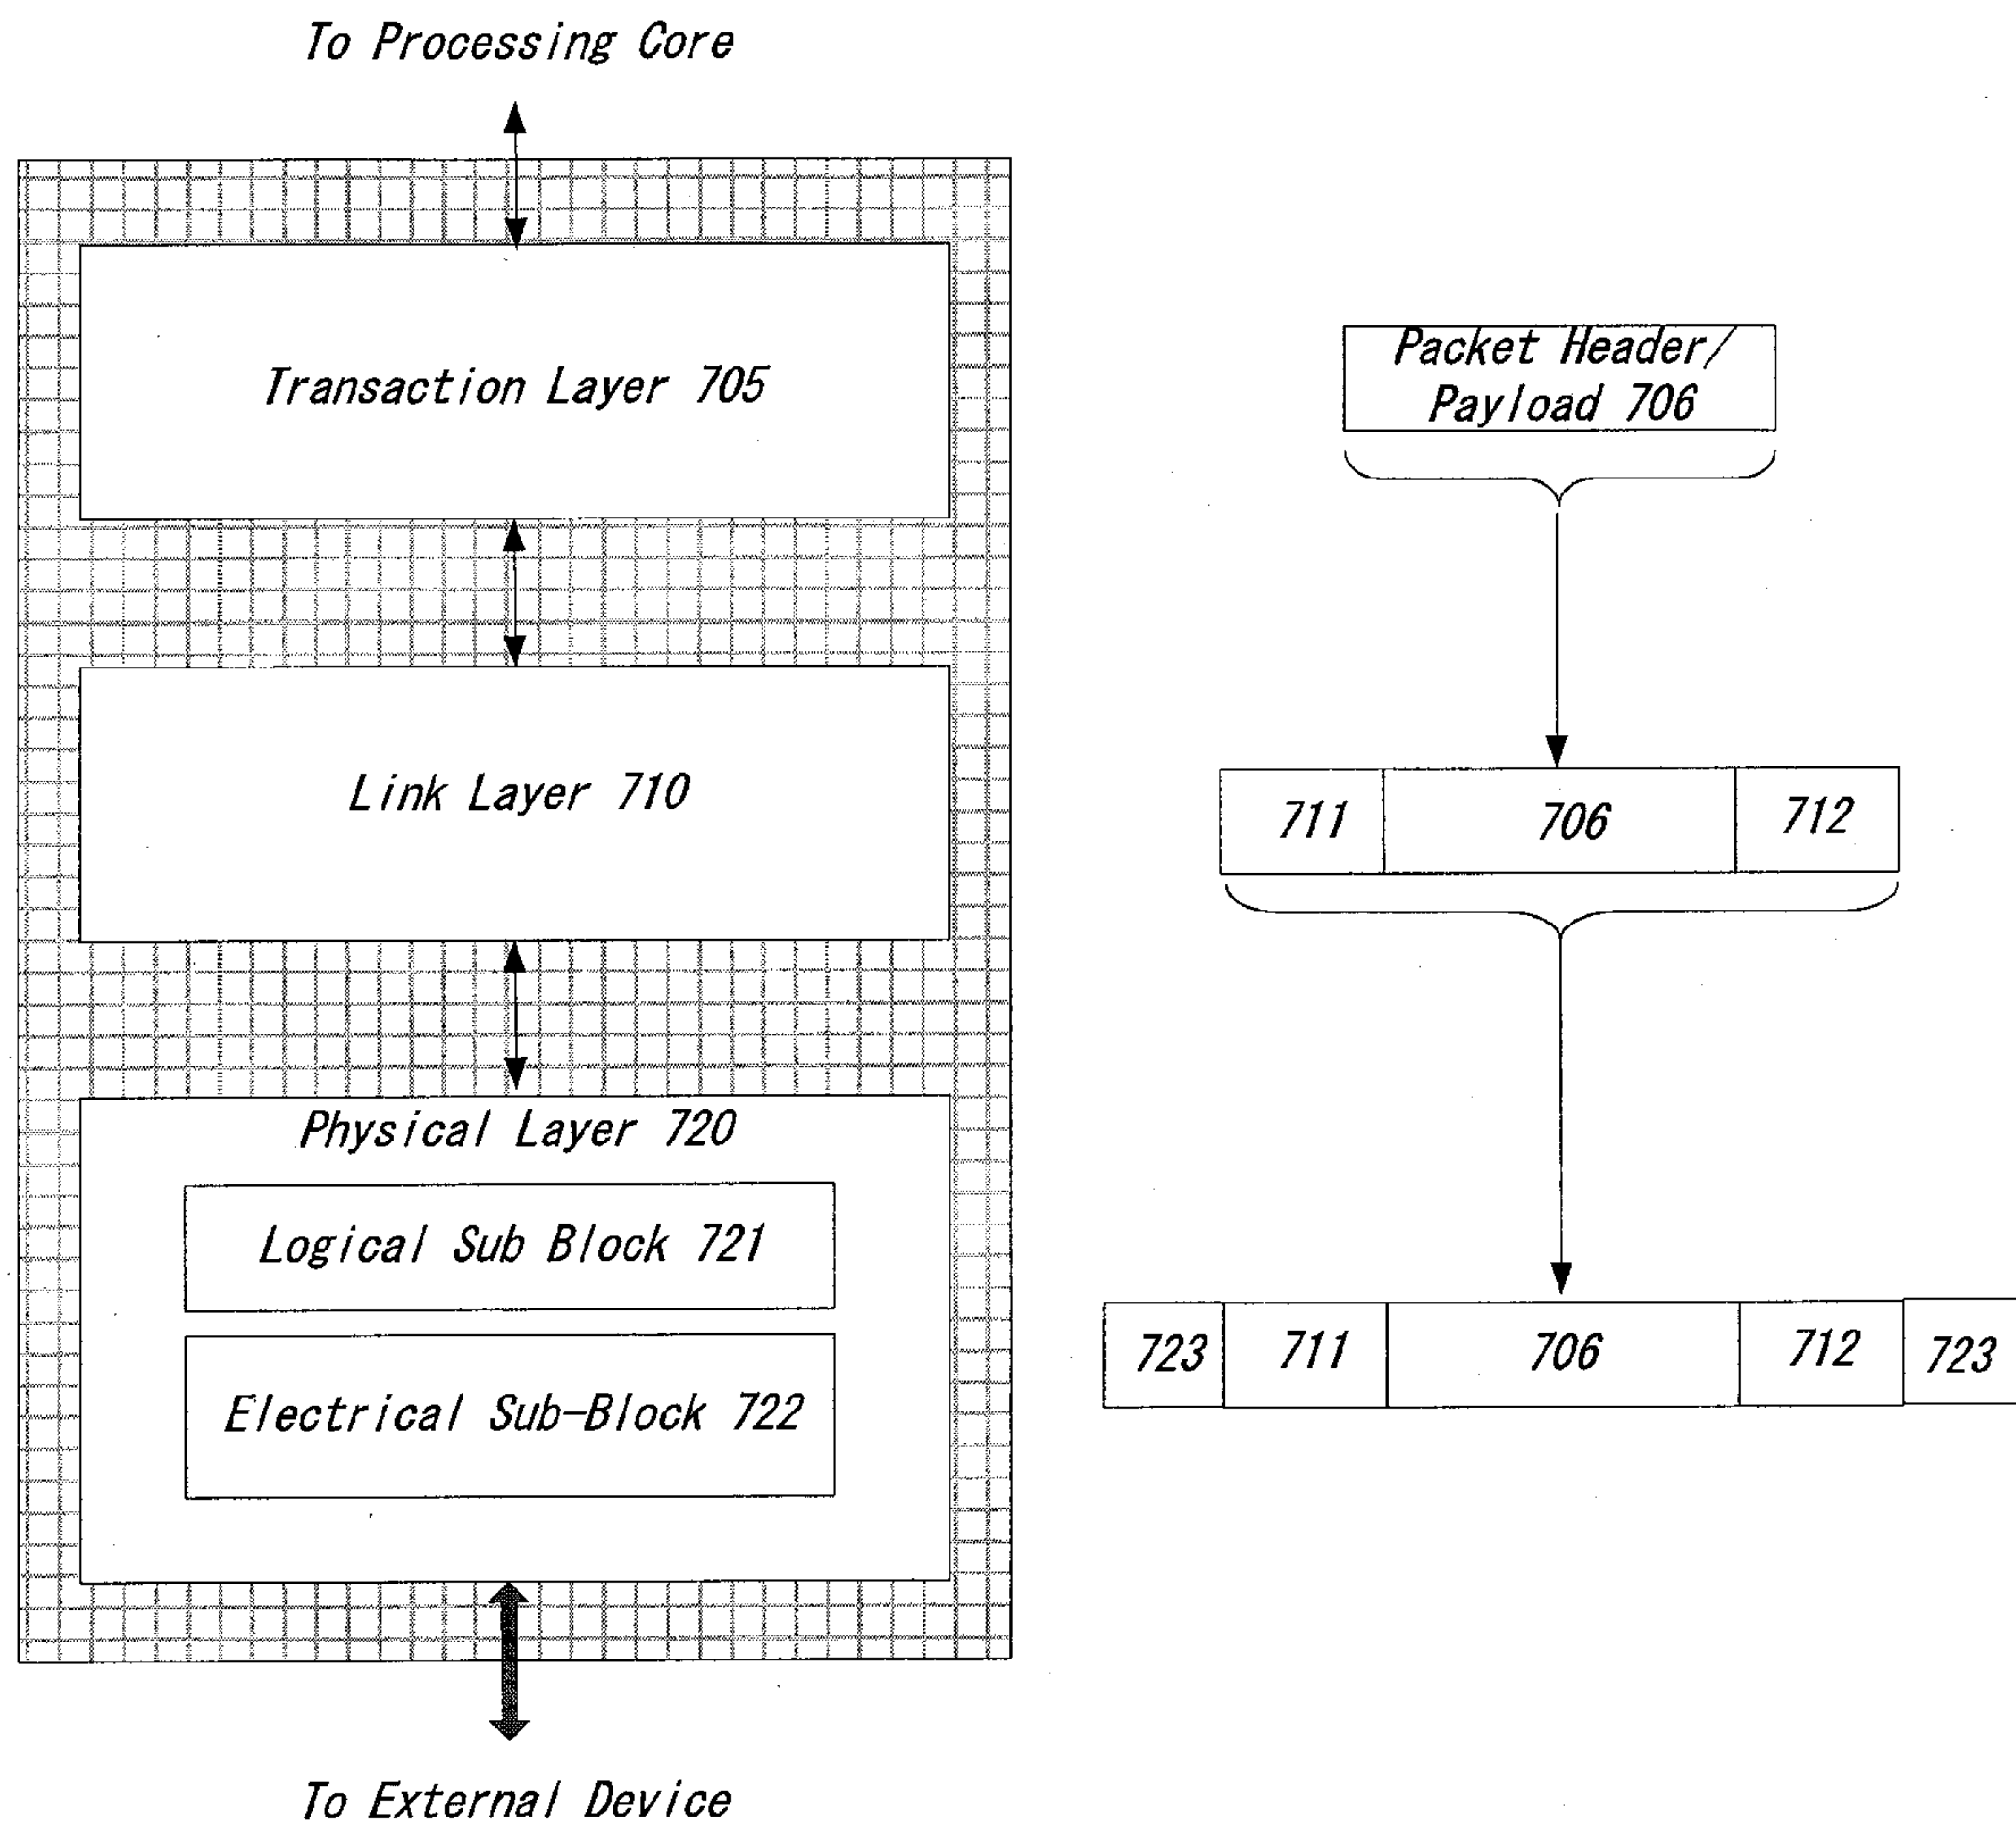 To Processing Core
Transaction Layer 705
Packet Header/
Payload 706
Link Layer 710
711 706 712
Physical Layer 720
Logical Sub Block 721
Electrical Sub-Block 722
723 711 706 712 723
To External Device